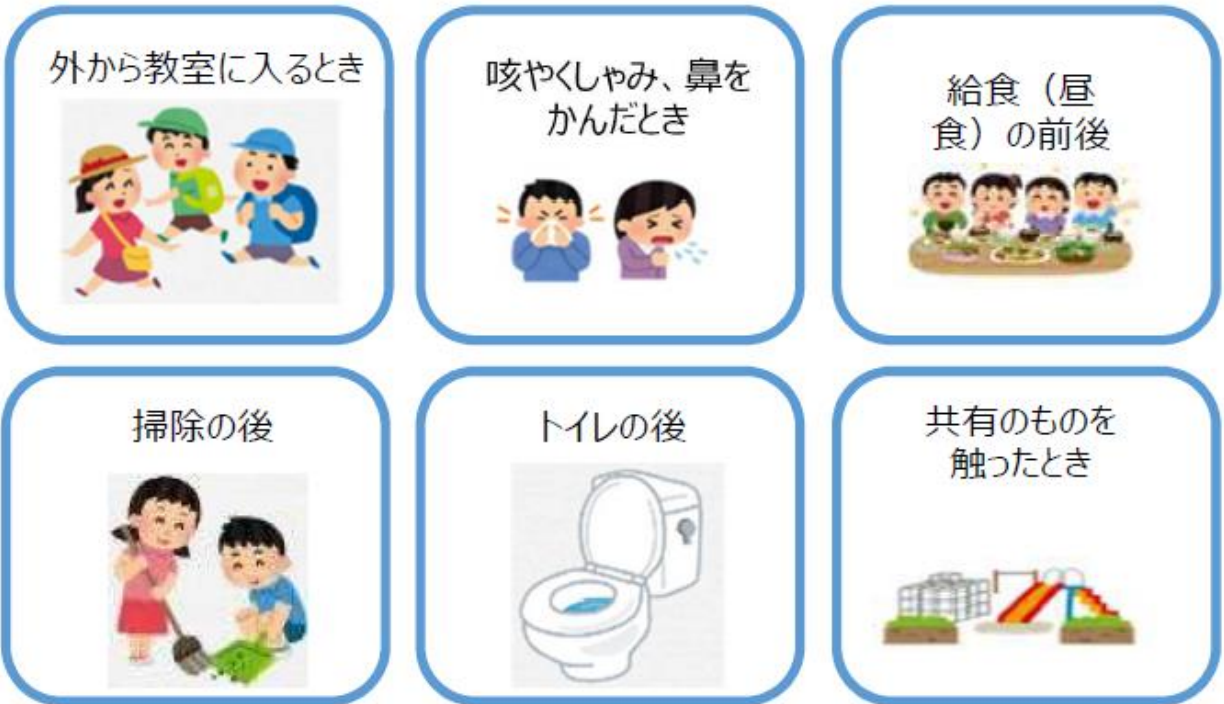 外から教室に入るとき
咳やくしゃみ、鼻を
かんだとき
給食（昼
食）の前後
掃除の後
トイレの後
共有のものを
触ったとき